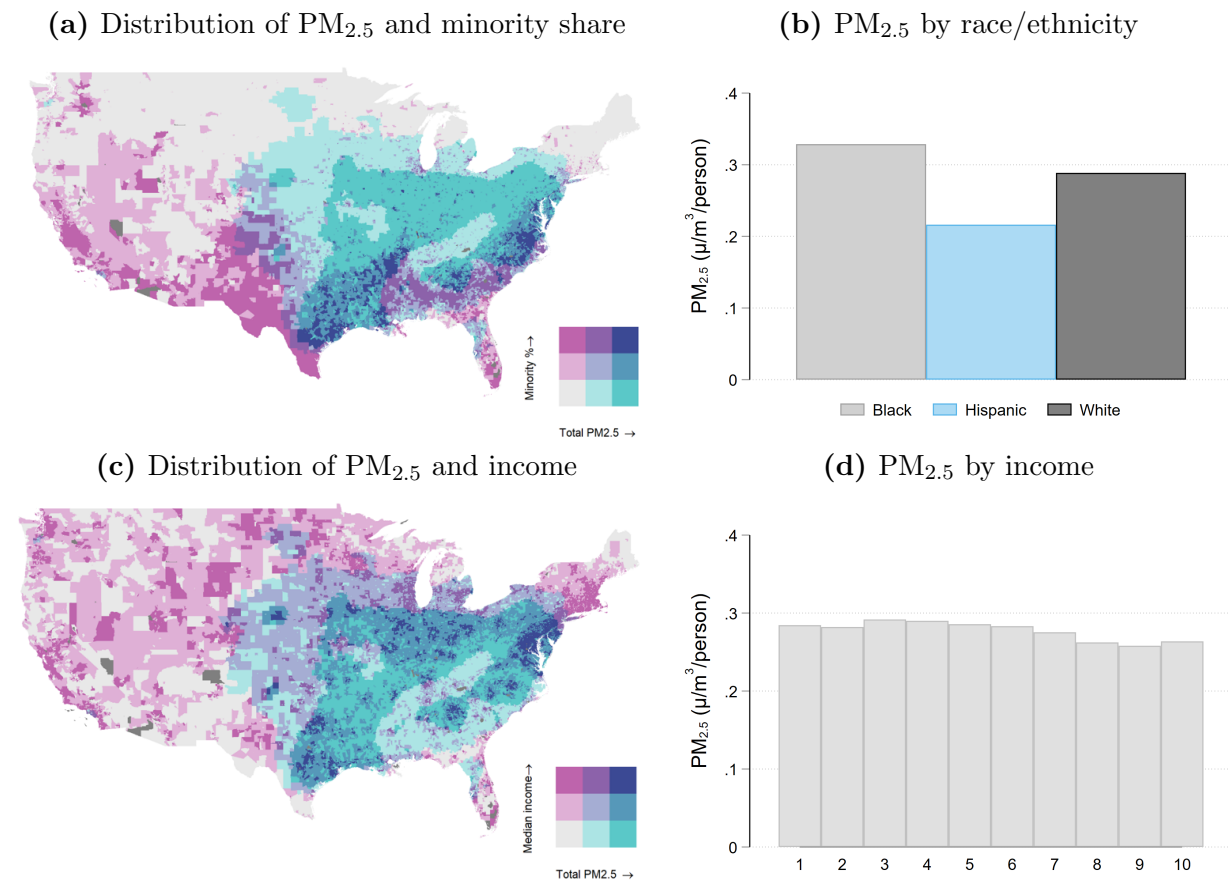 (a) Distribution of PM2.5 and minority share
Minority %→
Total PM2.5 →
(b) PM2.5 by race/ethnicity
PM2.5 (µ/m³/person)
.4
.3
.2
.1
0
Black Hispanic White
(c) Distribution of PM2.5 and income
Median income→
Total PM2.5 →
(d) PM2.5 by income
PM2.5 (µ/m³/person)
.4
.3
.2
.1
0
1 2 3 4 5 6 7 8 9 10